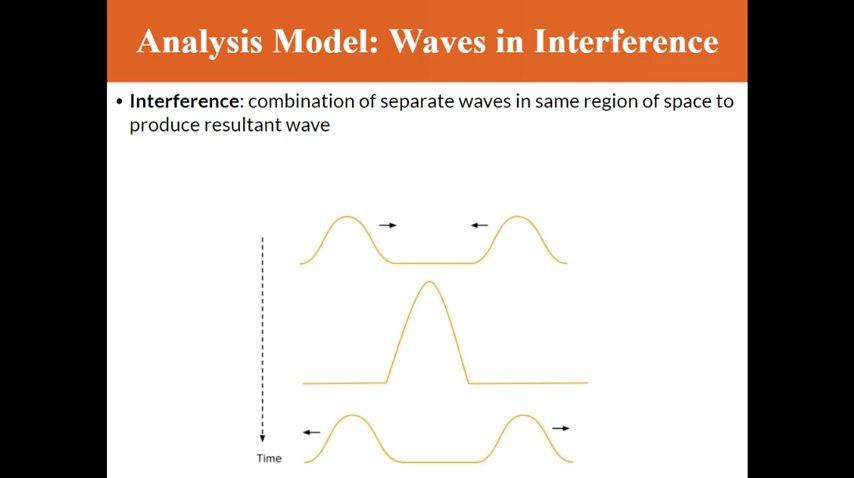 Analysis Model: Waves in Interference
• Interference: combination of separate waves in same region of space to
produce resultant wave
Time